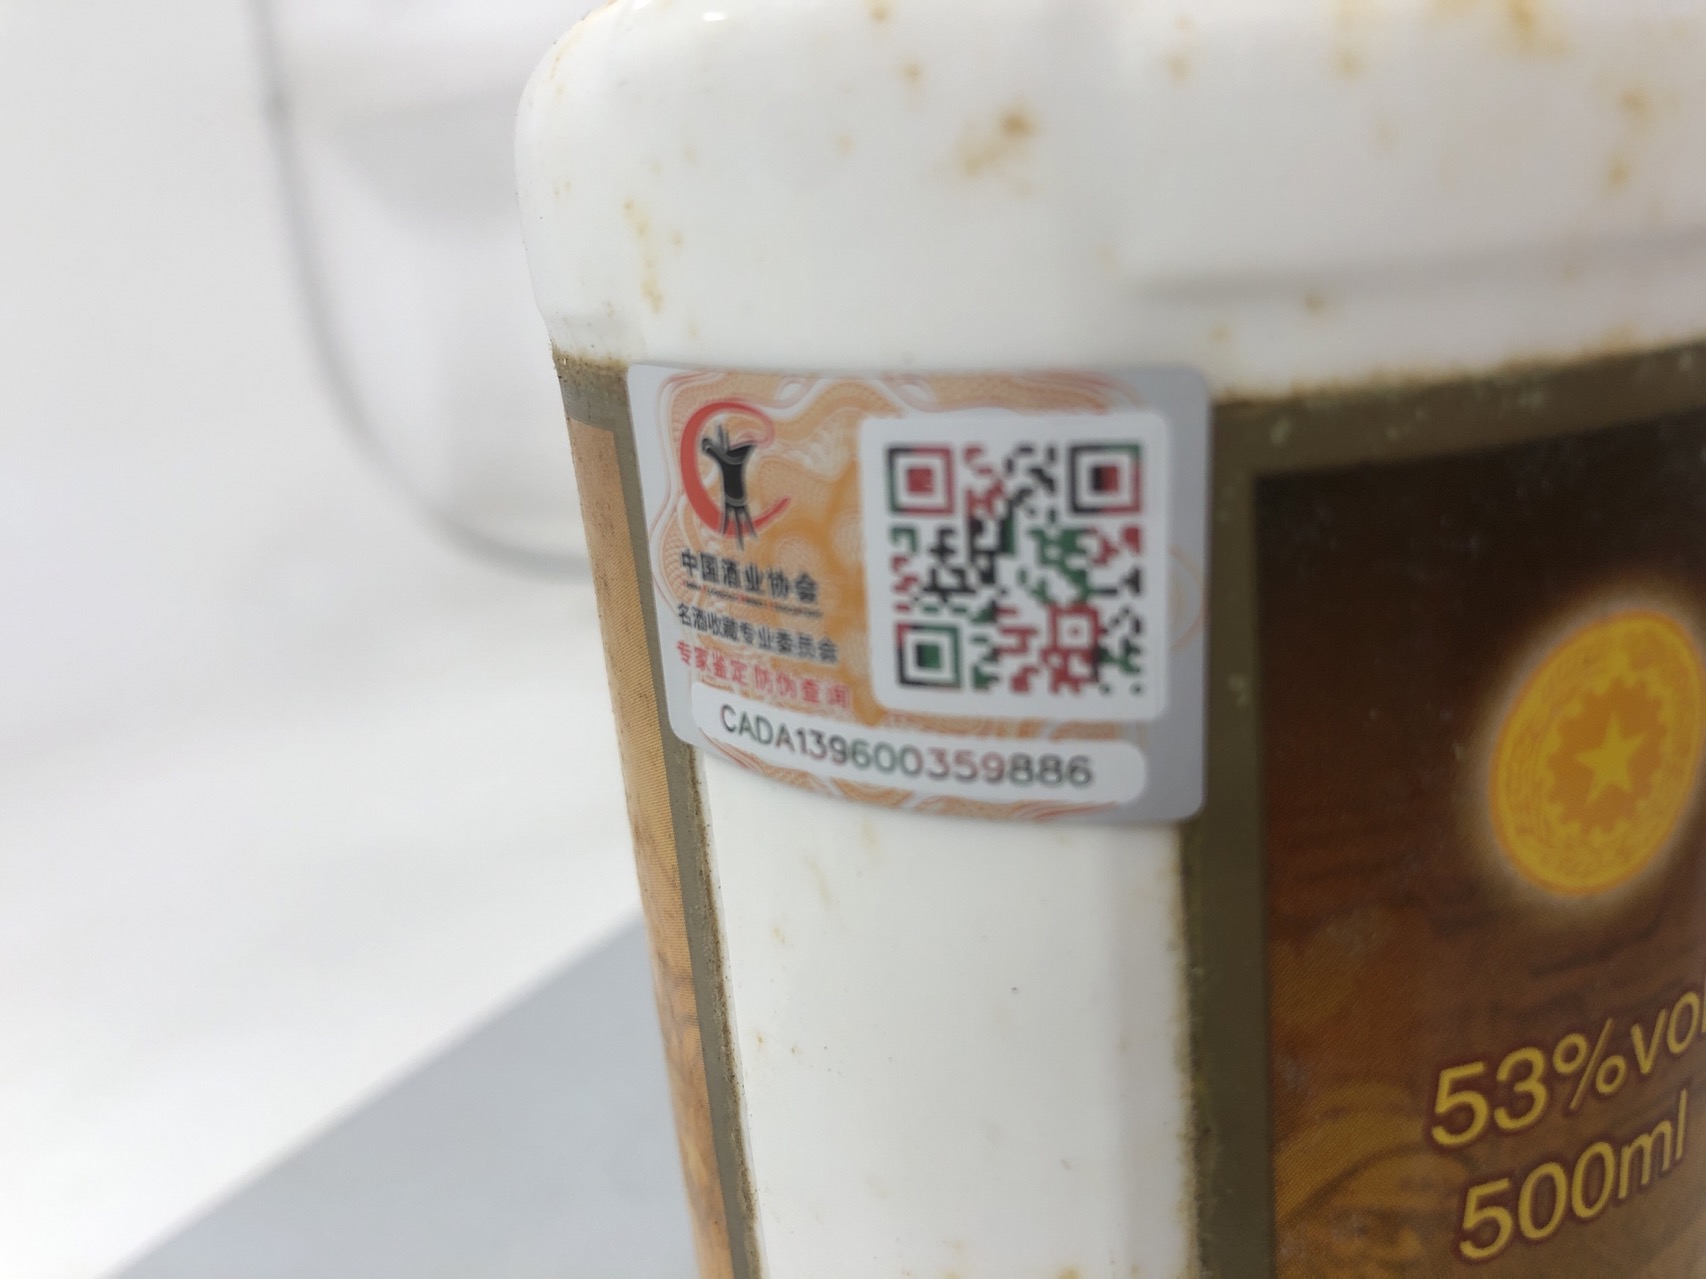 中国酒业协会
名酒收藏专业委员会
专家鉴定防伪查询
CADA139600359886
53%vol
500ml